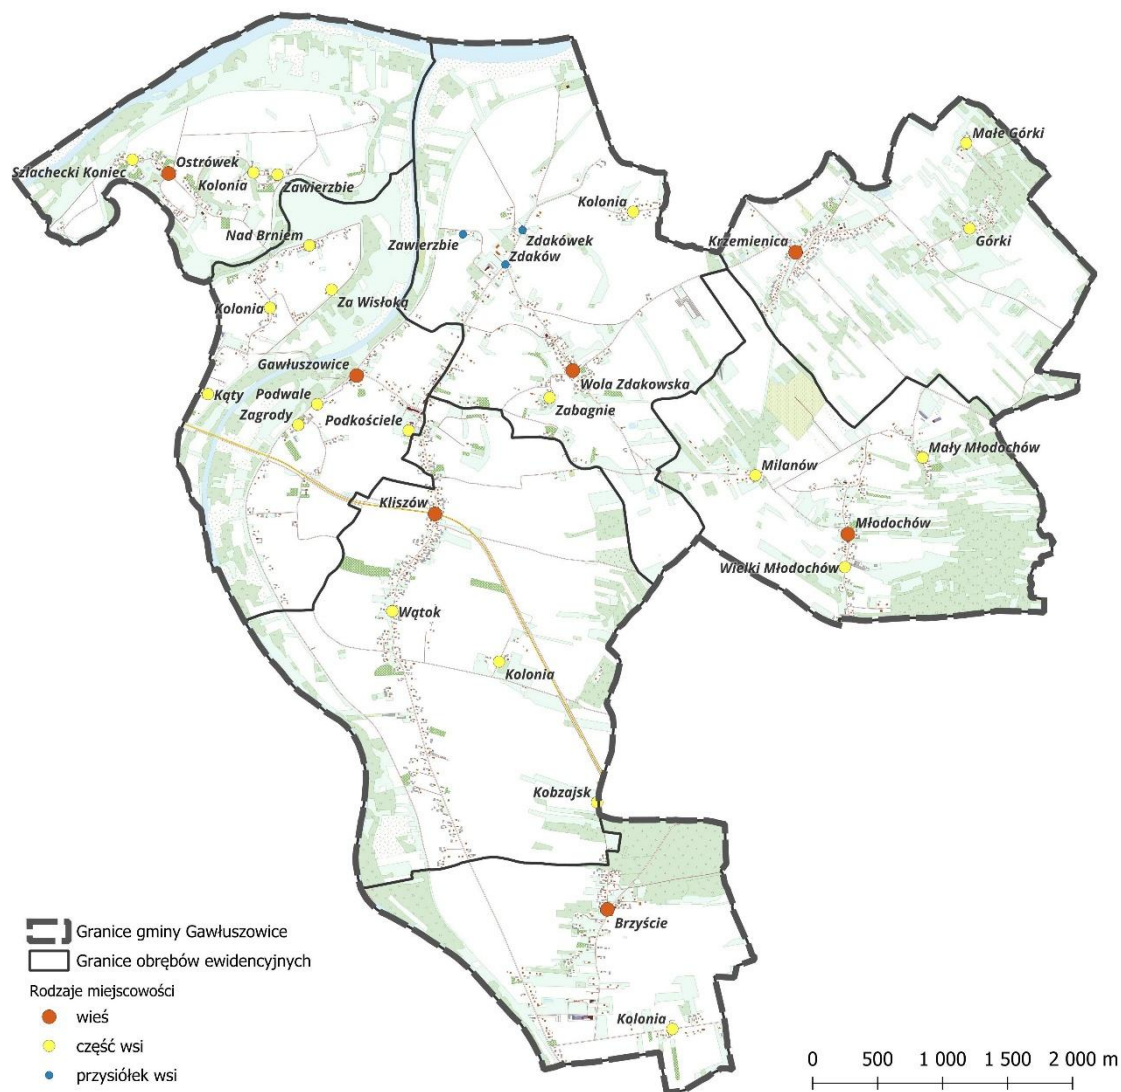 Małe Górki
Szlachecki Koniec
Ostrówek
Kolonia
Zawierzbie
Kolonia
Nad Brniem
Zawierzbie
Zdakówek
Zdaków
Krzemienica
Górki
Kolonia
Za Wisłoką
Gawłuszowice
Wola Zdakowska
Kąty
Podwale
Zagrody
Podkościele
Zabagnie
Milanów
Mały Młodochów
Kliszów
Młodochów
Wielki Młodochów
Wątok
Kolonia
Kobzajsk
Brzyście
Kolonia
Granice gminy Gawłuszowice
Granice obrębów ewidencyjnych
Rodzaje miejscowości
wieś
część wsi
przysiółek wsi
0 500 1 000 1 500 2 000 m